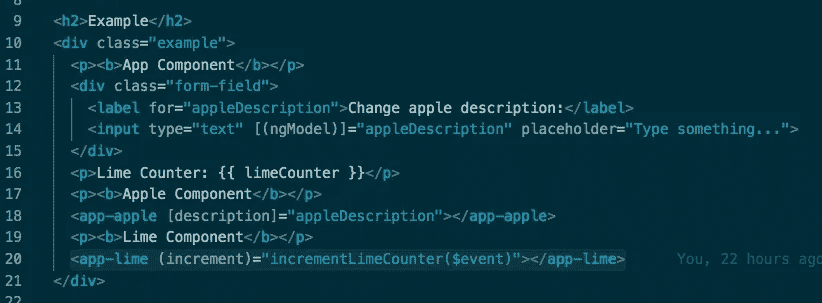 9 <h2>Example</h2>
10 <div class="example">
11 <p><b>App Component</b></p>
12 <div class="form-field">
13 <label for="appleDescription">Change apple description:</label>
14 <input type="text" [(ngModel)]="appleDescription" placeholder="Type something...">
15 </div>
16 <p>Lime Counter: {{ limeCounter }}</p>
17 <p><b>Apple Component</b></p>
18 <app-apple [description]="appleDescription"></app-apple>
19 <p><b>Lime Component</b></p>
20 <app-lime (increment)="incrementLimeCounter($event)"></app-lime> You, 22 hours ago
21 </div>